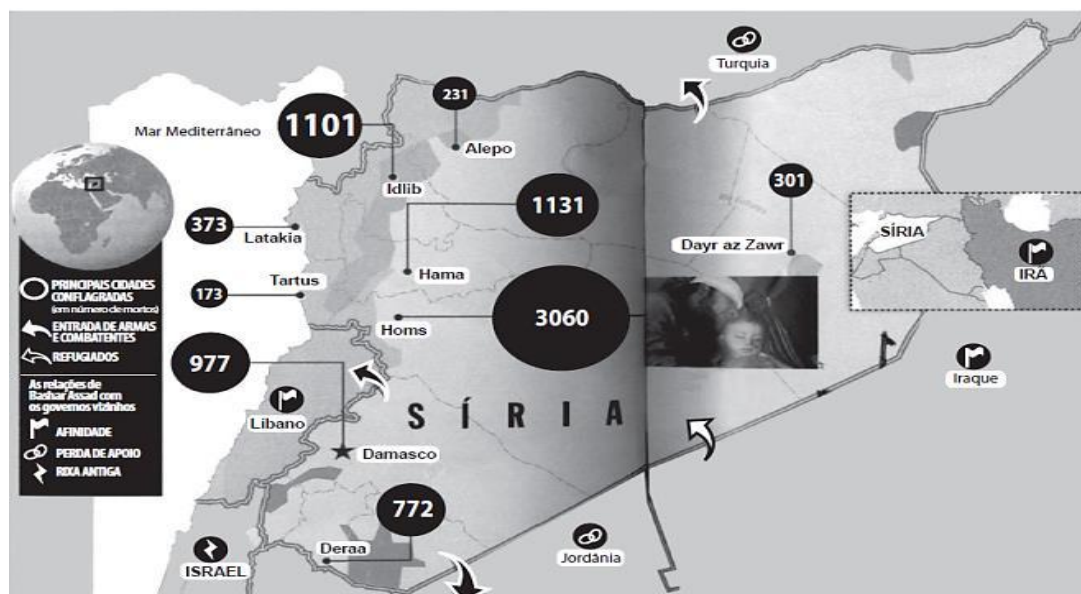 Turquia
231
1101
Mar Mediterrâneo
Alepo
Idlib
301
1131
373
Latakia
Dayr az Zawr
SÍRIA
IRÃ
Hama
Tartus
173
PRINCIPAIS CIDADES
CONFLAGRADAS
(em número de mortos)
ENTRADA DE ARMAS
E COMBATENTES
REFUGIADOS
As relações de
Bashar Assad com
os governos vizinhos
AFINIDADE
PERDA DE APOIO
RIXA ANTIGA
Homs
3060
977
Iraque
Líbano
SÍRIA
Damasco
772
Deraa
ISRAEL
Jordânia